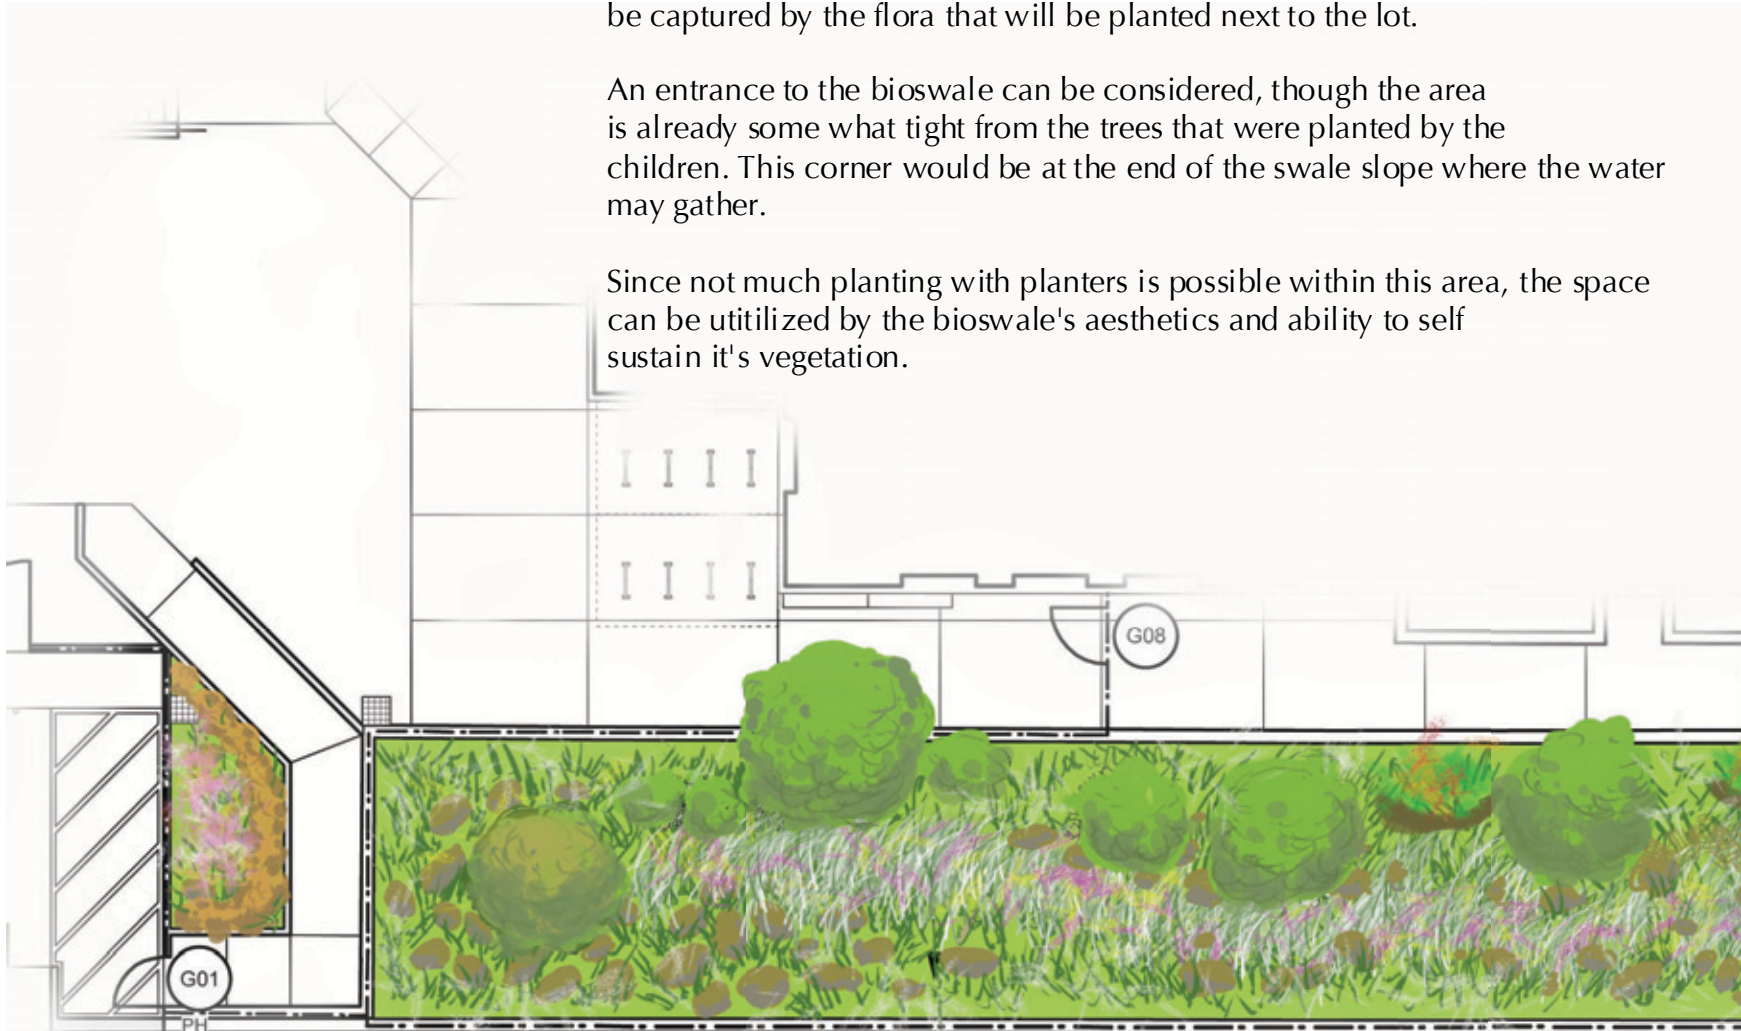 be captured by the flora that will be planted next to the lot.
An entrance to the bioswale can be considered, though the area
is already some what tight from the trees that were planted by the
children. This corner would be at the end of the swale slope where the water
may gather.
Since not much planting with planters is possible within this area, the space
can be utitilized by the bioswale's aesthetics and ability to self
sustain it's vegetation.
G08
G01
PH